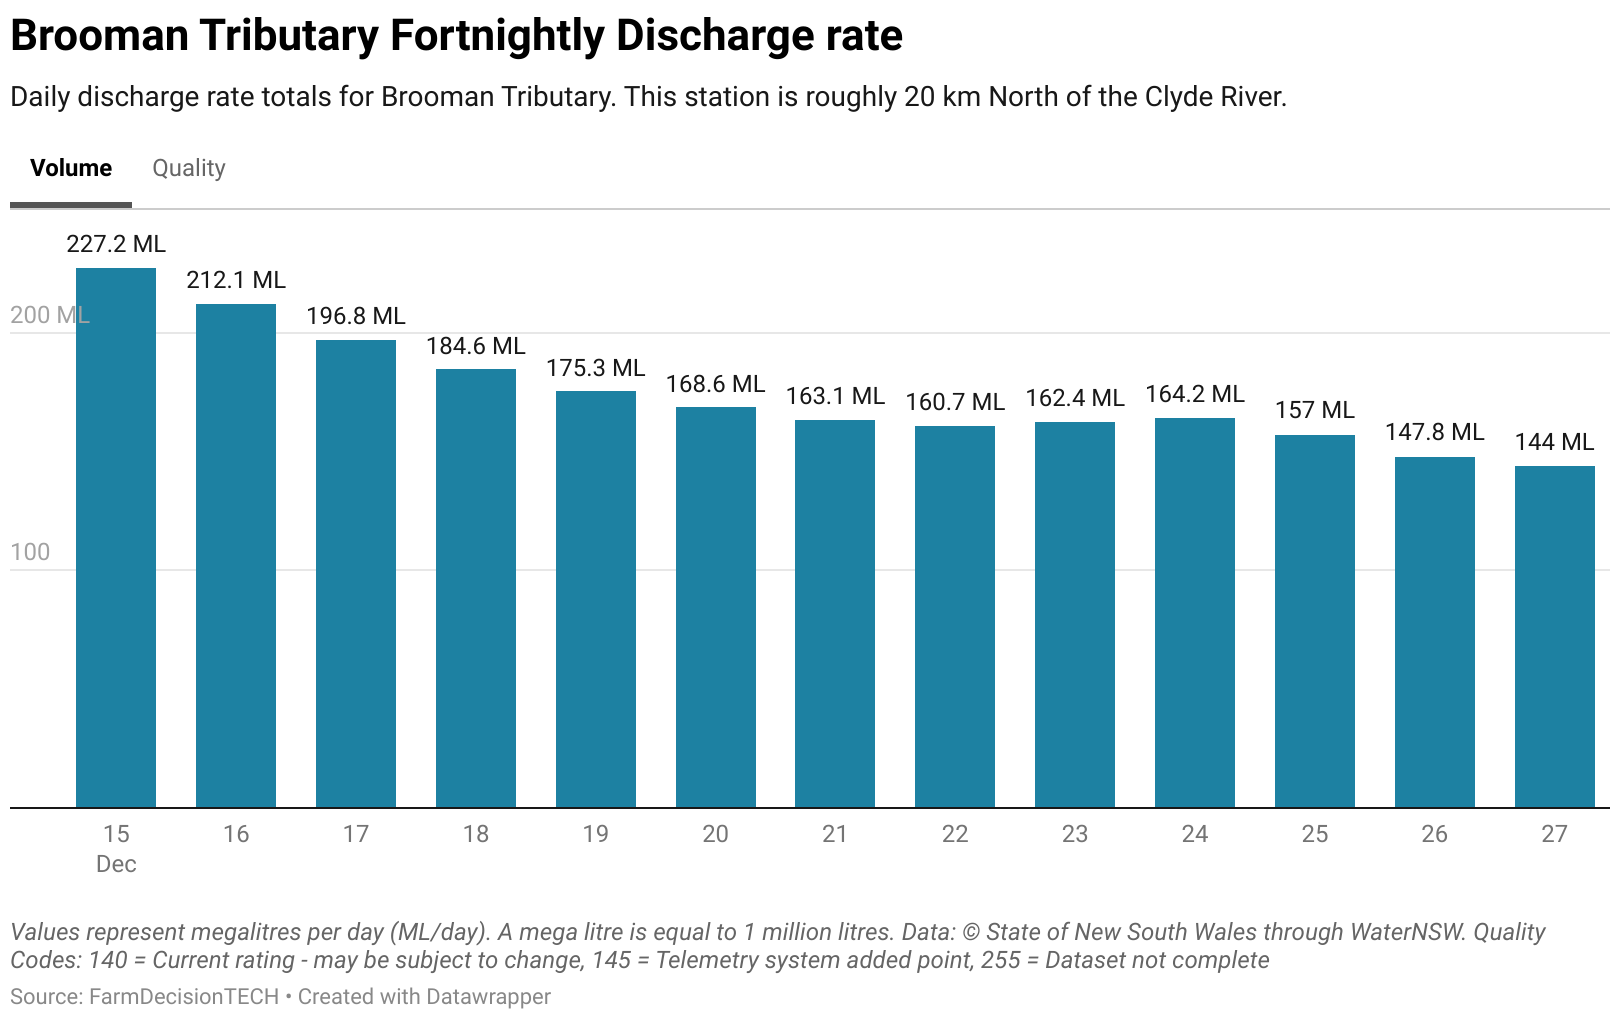 Brooman Tributary Fortnightly Discharge rate
Daily discharge rate totals for Brooman Tributary. This station is roughly 20 km North of the Clyde River.
Volume Quality
227.2 ML
212.1 ML
196.8 ML
184.6 ML
175.3 ML
168.6 ML
163.1 ML
160.7 ML
162.4 ML
164.2 ML
157 ML
147.8 ML
144 ML
200 ML
100
15 16 17 18 19 20 21 22 23 24 25 26 27
Dec
Values represent megalitres per day (ML/day). A mega litre is equal to 1 million litres. Data: © State of New South Wales through WaterNSW. Quality
Codes: 140 = Current rating - may be subject to change, 145 = Telemetry system added point, 255 = Dataset not complete
Source: FarmDecisionTECH • Created with Datawrapper